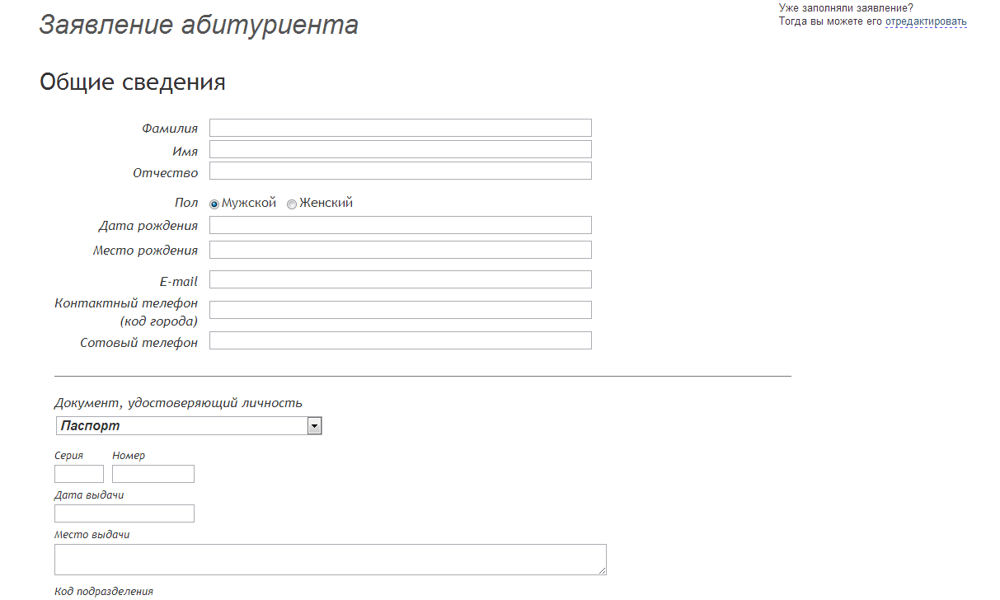 Уже заполняли заявление?
Тогда вы можете его отредактировать
Заявление абитуриента
Общие сведения
Фамилия
Имя
Отчество
Пол Мужской Женский
Дата рождения
Место рождения
E-mail
Контактный телефон
(код города)
Сотовый телефон
Документ, удостоверяющий личность
Паспорт
Серия Номер
Дата выдачи
Место выдачи
Код подразделения